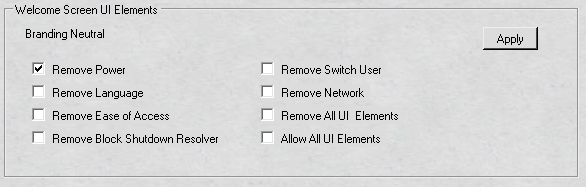 Welcome Screen UI Elements
Branding Neutral
Apply
Remove Power
Remove Switch User
Remove Language
Remove Network
Remove Ease of Access
Remove All UI Elements
Remove Block Shutdown Resolver
Allow All UI Elements